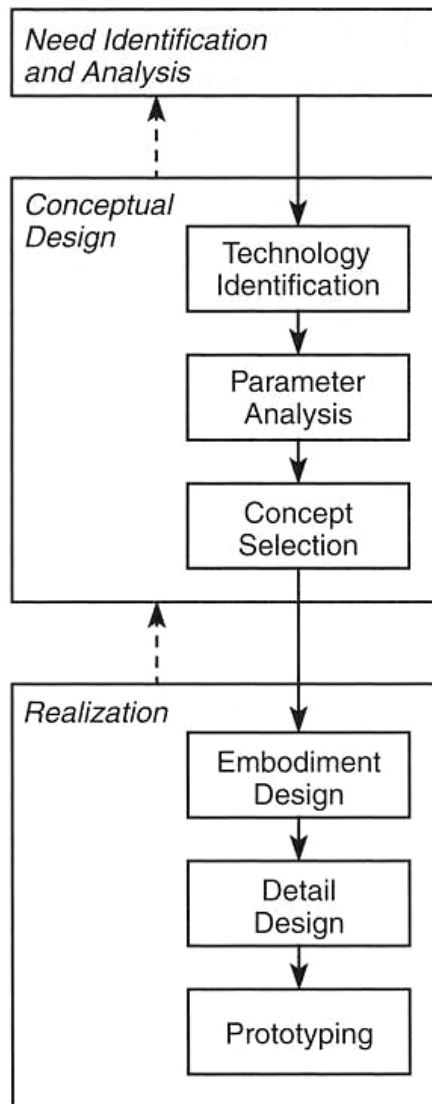 Need Identification
and Analysis
Conceptual
Design
Technology
Identification
Parameter
Analysis
Concept
Selection
Realization
Embodiment
Design
Detail
Design
Prototyping